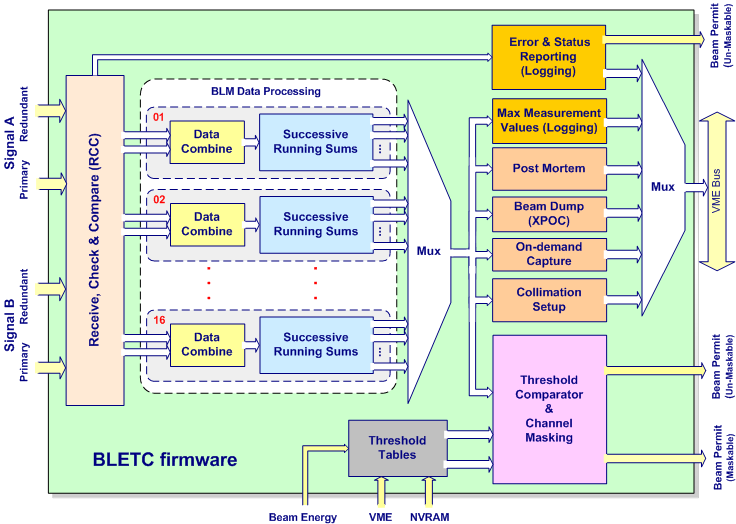 Error & Status
Reporting
(Logging)
Beam Permit
(Un-Maskable)
BLM Data Processing
Signal A
Redundant
Primary
Receive, Check & Compare (RCC)
01
Data
Combine
Successive
Running Sums
...
Max Measurement
Values (Logging)
Mux
Post Mortem
02
Data
Combine
Successive
Running Sums
...
Mux
Beam Dump
(XPOC)
VME Bus
On-demand
Capture
Signal B
Redundant
Primary
Collimation
Setup
16
Data
Combine
Successive
Running Sums
...
Threshold
Comparator
&
Channel
Masking
Beam Permit
(Un-Maskable)
Threshold
Tables
Beam Permit
(Maskable)
BLETC firmware
Beam Energy
VME
NVRAM